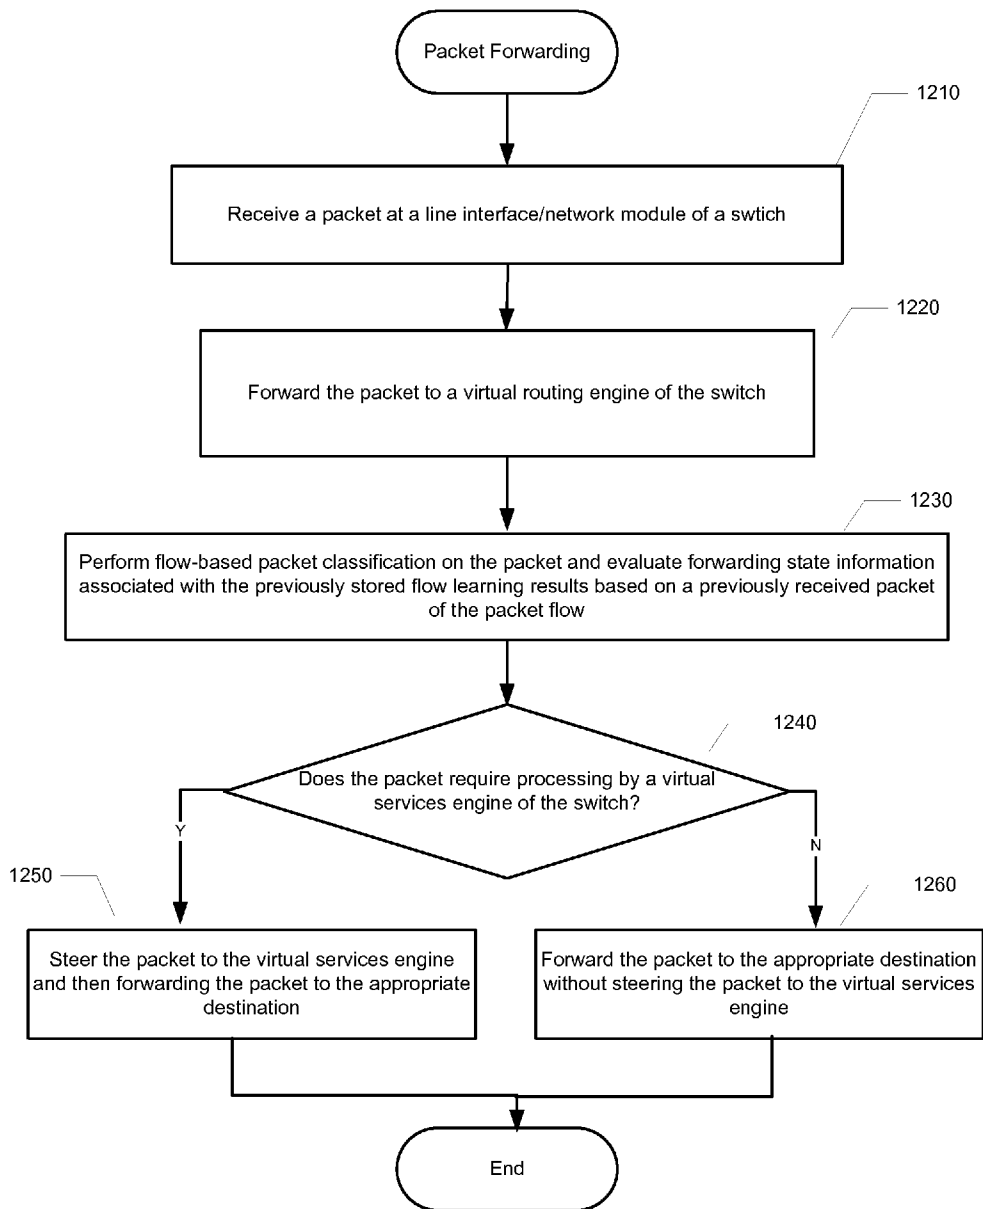 Packet Forwarding
1210
Receive a packet at a line interface/network module of a swtich
1220
Forward the packet to a virtual routing engine of the switch
1230
Perform flow-based packet classification on the packet and evaluate forwarding state information
associated with the previously stored flow learning results based on a previously received packet
of the packet flow
1240
Does the packet require processing by a virtual
services engine of the switch?
Y
N
1250
1260
Steer the packet to the virtual services engine
and then forwarding the packet to the appropriate
destination
Forward the packet to the appropriate destination
without steering the packet to the virtual services
engine
End